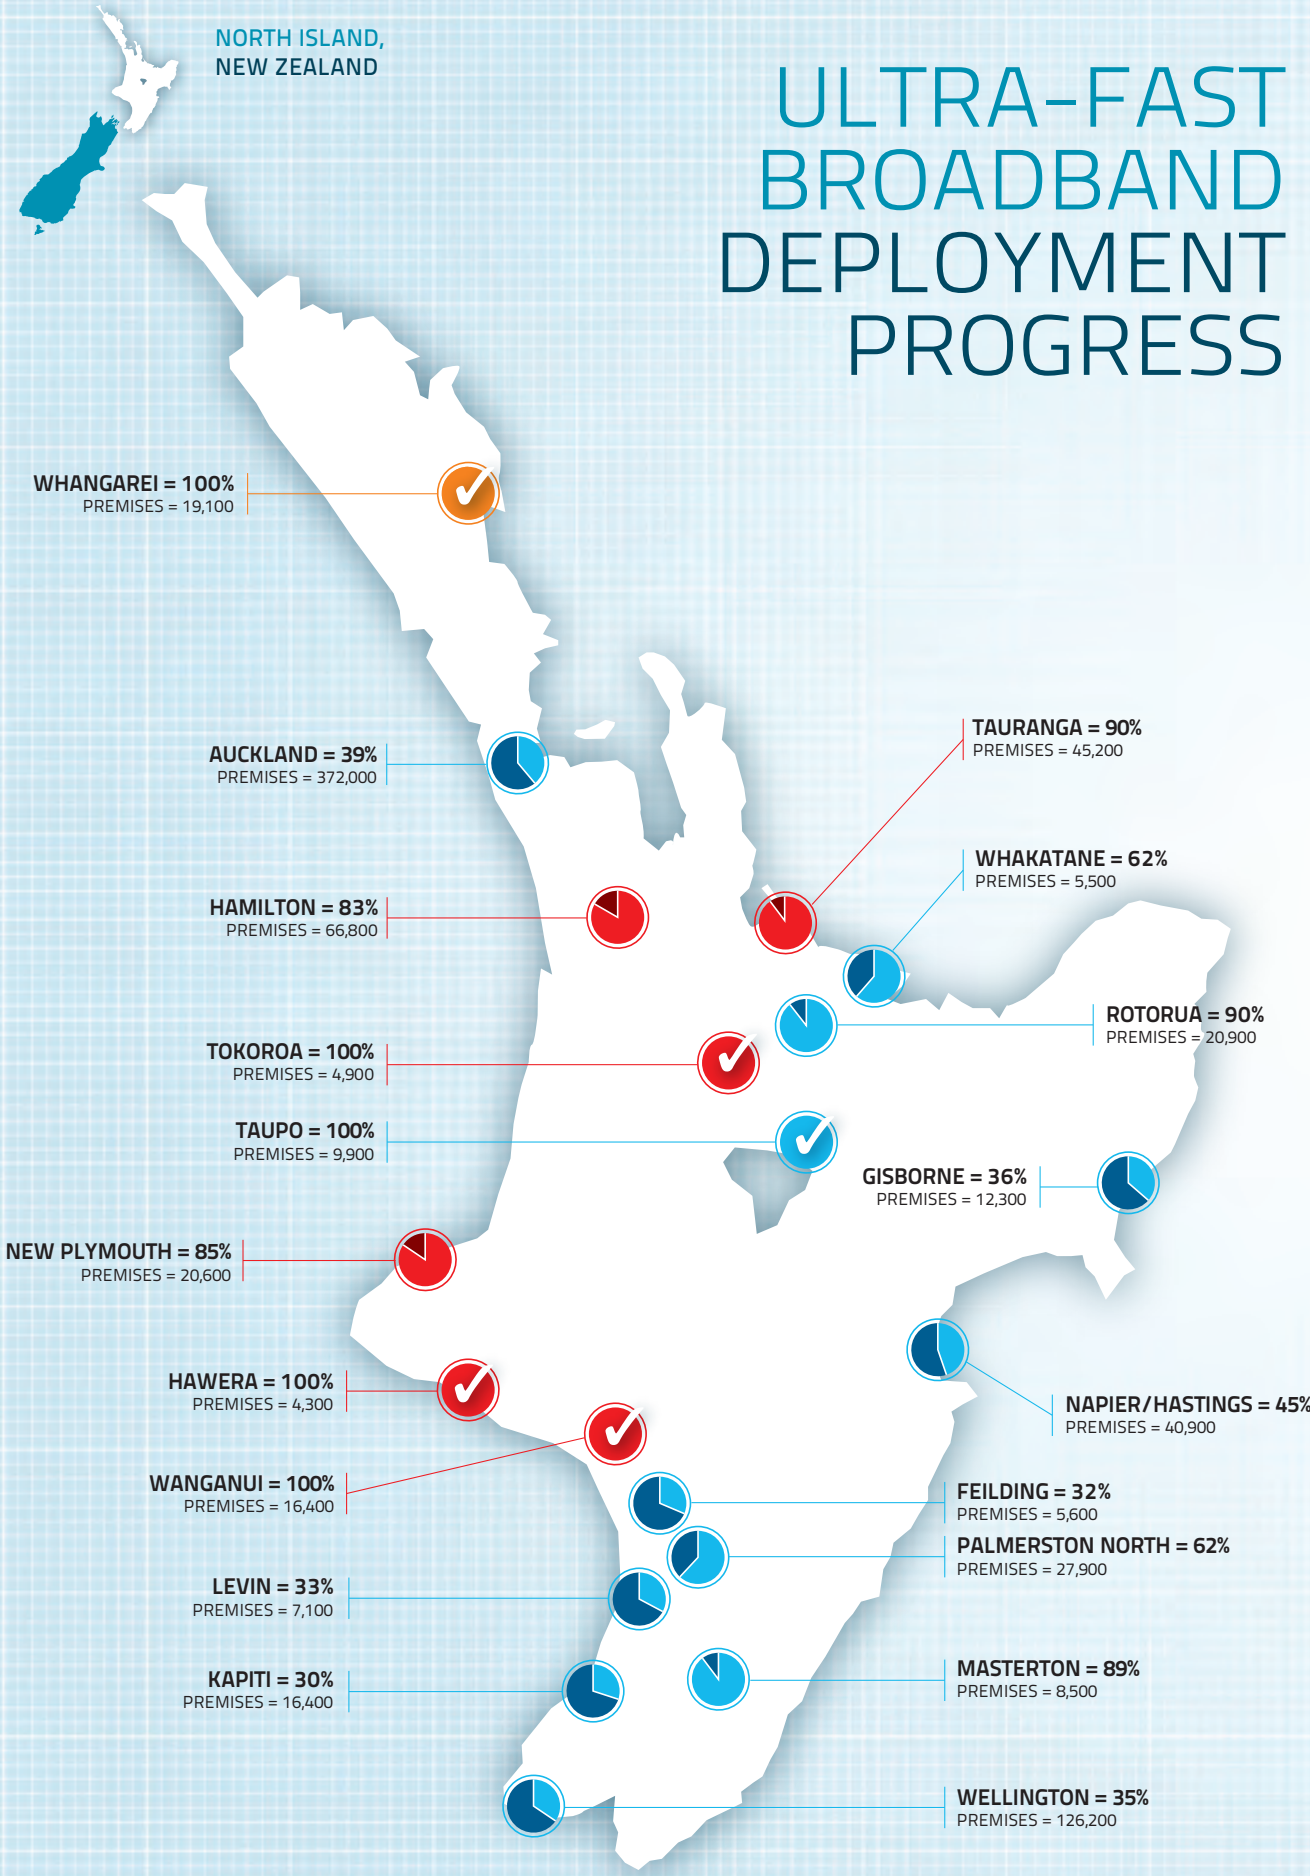 NORTH ISLAND,
NEW ZEALAND
ULTRA-FAST
BROADBAND
DEPLOYMENT
PROGRESS
WHANGAREI = 100%
PREMISES = 19,100
AUCKLAND = 39%
PREMISES = 372,000
TAURANGA = 90%
PREMISES = 45,200
WHAKATANE = 62%
PREMISES = 5,500
HAMILTON = 83%
PREMISES = 66,800
ROTORUA = 90%
PREMISES = 20,900
TOKOROA = 100%
PREMISES = 4,900
TAUPO = 100%
PREMISES = 9,900
GISBORNE = 36%
PREMISES = 12,300
NEW PLYMOUTH = 85%
PREMISES = 20,600
HAWERA = 100%
PREMISES = 4,300
NAPIER/HASTINGS = 45%
PREMISES = 40,900
WANGANUI = 100%
PREMISES = 16,400
FEILDING = 32%
PREMISES = 5,600
PALMERSTON NORTH = 62%
PREMISES = 27,900
LEVIN = 33%
PREMISES = 7,100
KAPITI = 30%
PREMISES = 16,400
MASTERTON = 89%
PREMISES = 8,500
WELLINGTON = 35%
PREMISES = 126,200